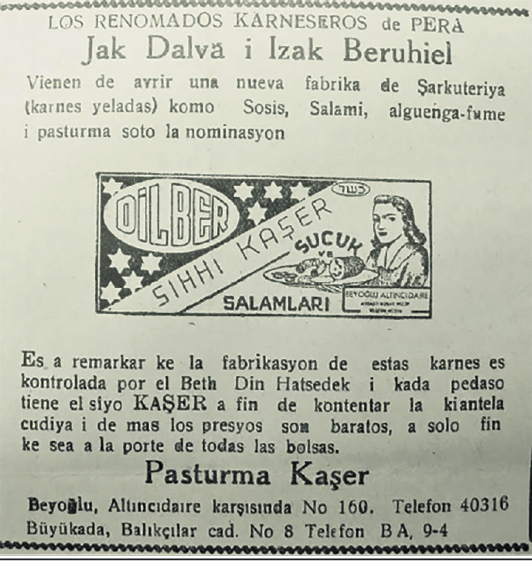 LOS RENOMADOS KARNESEROS de PERA
Jak Dalva i Izak Beruhiel
Vienen de avrir una nueva fabrika de Şarkuteriya
(karnes yeladas) komo Sosis, Salami, alguenga-fume
i pasturma soto la nominasyon
כשר
DİLBER
SIHHI KAŞER
SUCUK
VE
SALAMLARI
BEYOĞLU ALTINCIDAIRE
Es a remarkar ke la fabrikasyon de estas karnes es
kontrolada por el Beth Din Hatsedek i kada pedaso
tiene el siyo KAŞER a fin de kontentar la kiantela
cudiya i de mas los presyos son baratos, a solo fin
ke sea a la porte de todas las bolsas.
Pasturma Kaşer
Beyoğlu, Altıncıdaire karşısında No 160. Telefon 40316
Büyükada, Balıkçılar cad. No 8 Telefon BA, 9-4